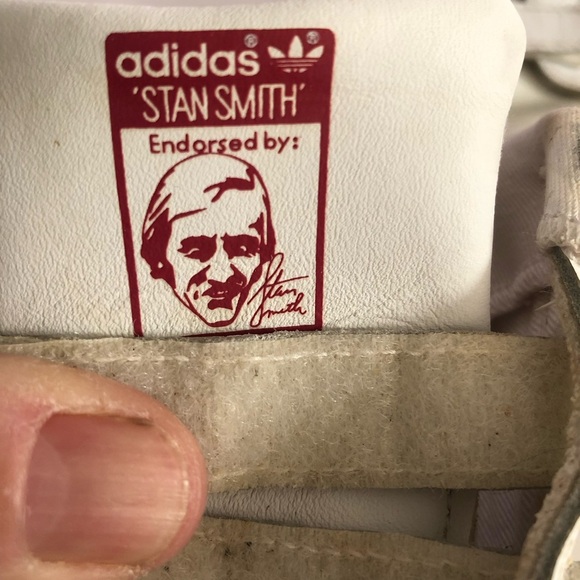 adidas®
'STAN SMITH'
Endorsed by:
Stan
Smith